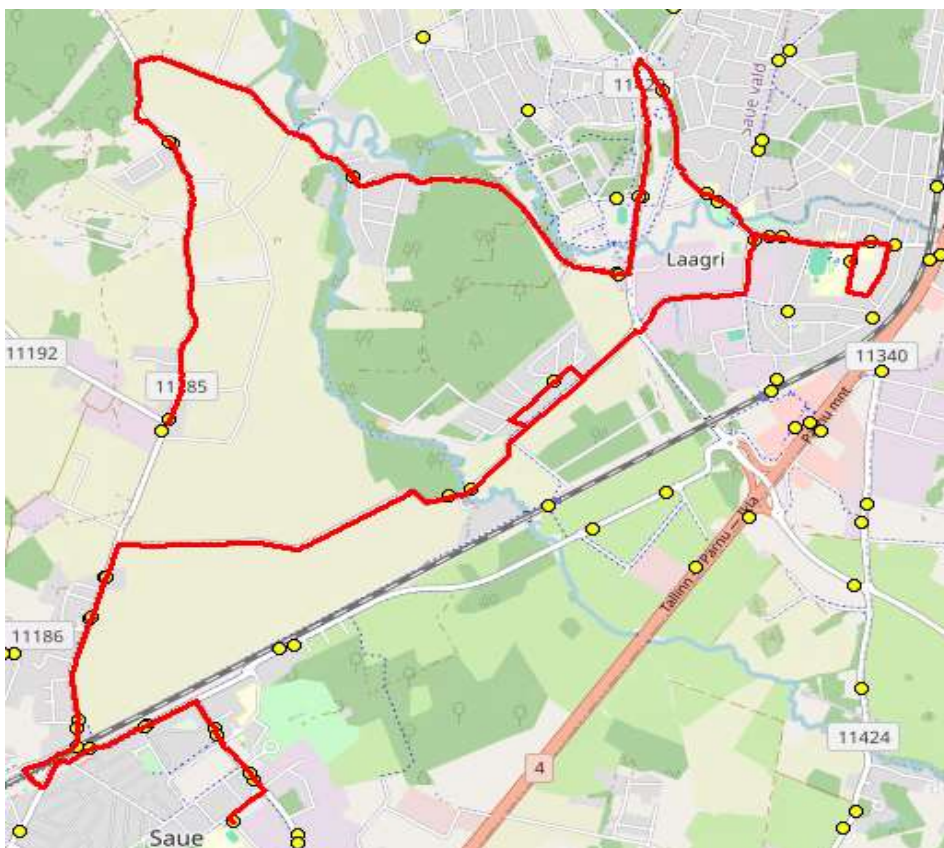 Saue vald
Laagri
11192
11340
Pärnu mnt
Tallinn — Pärnu — Ikla
11186
4
11424
Saue